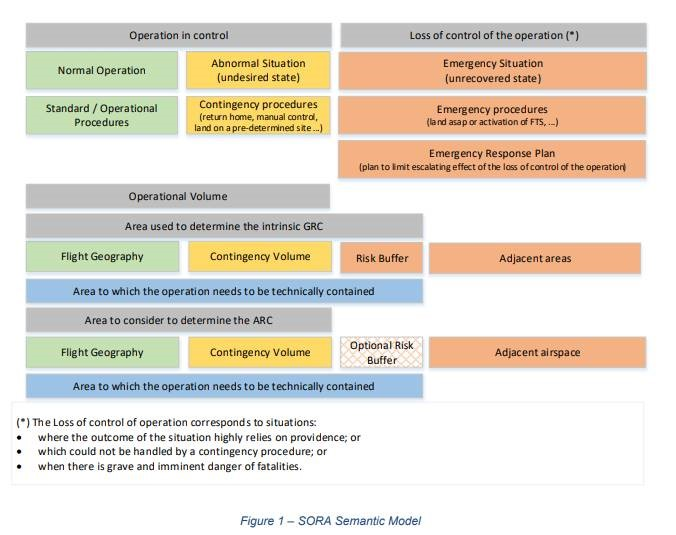 Operation in control
Loss of control of the operation (*)
Normal Operation
Abnormal Situation
(undesired state)
Emergency Situation
(unrecovered state)
Standard / Operational
Procedures
Contingency procedures
(return home, manual control,
land on a pre-determined site ...)
Emergency procedures
(land asap or activation of FTS, ...)
Emergency Response Plan
(plan to limit escalating effect of the loss of control of the operation)
Operational Volume
Area used to determine the intrinsic GRC
Flight Geography
Contingency Volume
Risk Buffer
Adjacent areas
Area to which the operation needs to be technically contained
Area to consider to determine the ARC
Flight Geography
Contingency Volume
Optional Risk
Buffer
Adjacent airspace
Area to which the operation needs to be technically contained
(*) The Loss of control of operation corresponds to situations:
• where the outcome of the situation highly relies on providence; or
• which could not be handled by a contingency procedure; or
• when there is grave and imminent danger of fatalities.
Figure 1 – SORA Semantic Model